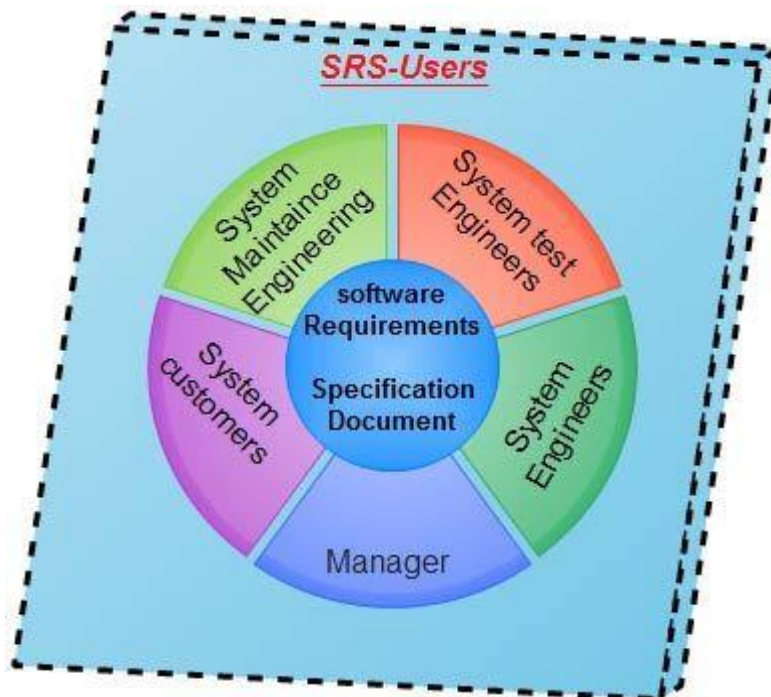 SRS-Users
System
Maintaince
Engineering
System test
Engineers
software
Requirements
Specification
Document
System
customers
System
Engineers
Manager